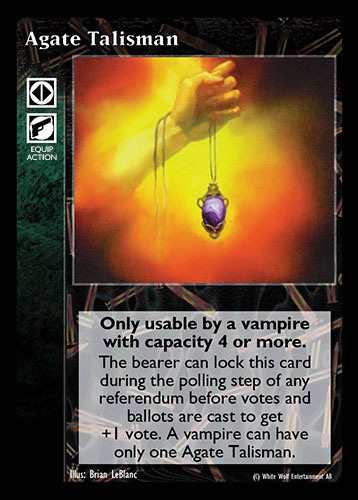 Agate Talisman
EQUIP
ACTION
Only usable by a vampire
with capacity 4 or more.
The bearer can lock this card
during the polling step of any
referendum before votes and
ballots are cast to get
+1 vote. A vampire can have
only one Agate Talisman.
Illus: Brian LeBlanc
(C) White Wolf Entertainment AB